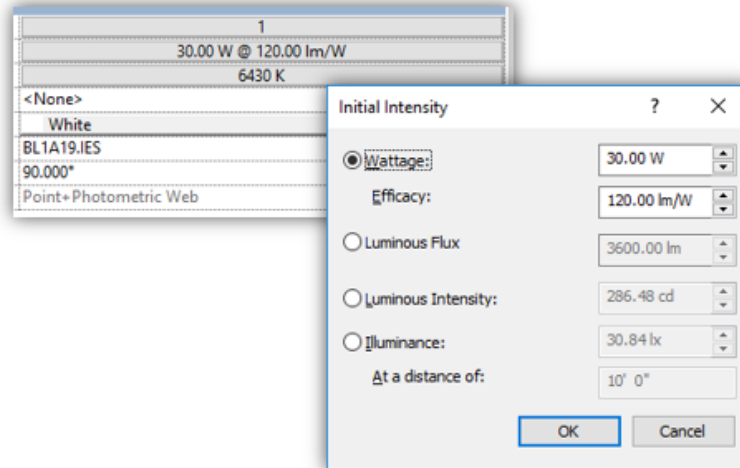 1
30.00 W @ 120.00 lm/W
6430 K
<None>
White
BL1A19.IES
90.000°
Point+Photometric Web
Initial Intensity ? ×
Wattage: 30.00 W
Efficacy: 120.00 lm/W
Luminous Flux 3600.00 lm
Luminous Intensity: 286.48 cd
Illuminance: 30.84 lx
At a distance of: 10' 0"
OK Cancel